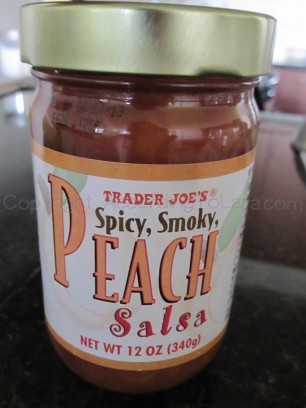 TRADER JOE'S®
Spicy, Smoky,
PEACH
Salsa
NET WT 12 OZ (340g)